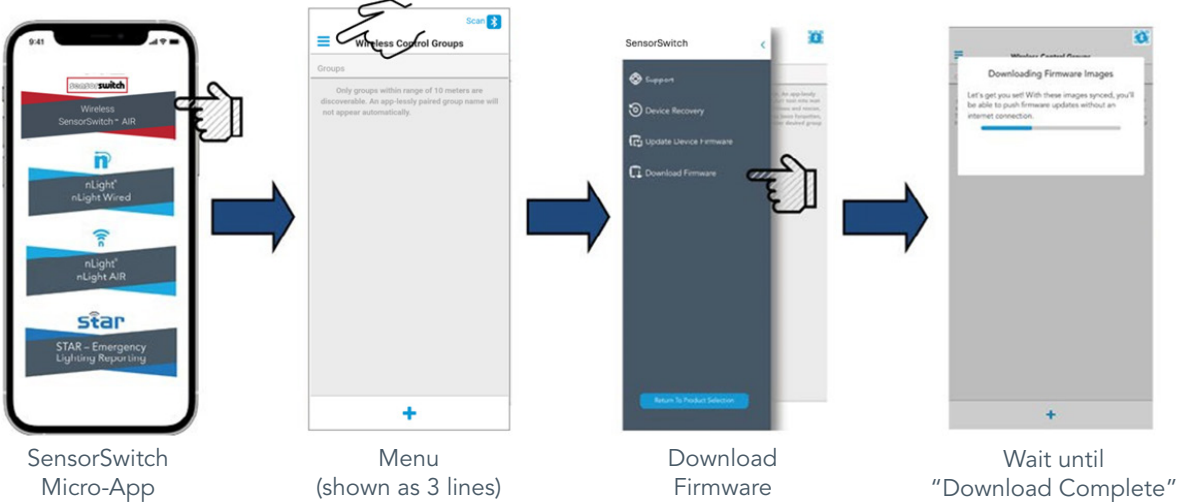 9:41
sensorswitch
Wireless
SensorSwitch™ AIR
n
nLight®
nLight Wired
nLight®
nLight AIR
star
STAR – Emergency
Lighting Reporting
SensorSwitch
Micro-App
Scan
Wireless Control Groups
Groups
Only groups within range of 10 meters are
discoverable. An app-lessly paired group name will
not appear automatically.
+
Menu
(shown as 3 lines)
SensorSwitch
<
Support
Device Recovery
Update Device Firmware
Download Firmware
Return To Product Selection
Download
Firmware
Wireless Control Groups
Downloading Firmware Images
Let's get you set! With these images synced, you'll
be able to push firmware updates without an
internet connection.
+
Wait until
“Download Complete”